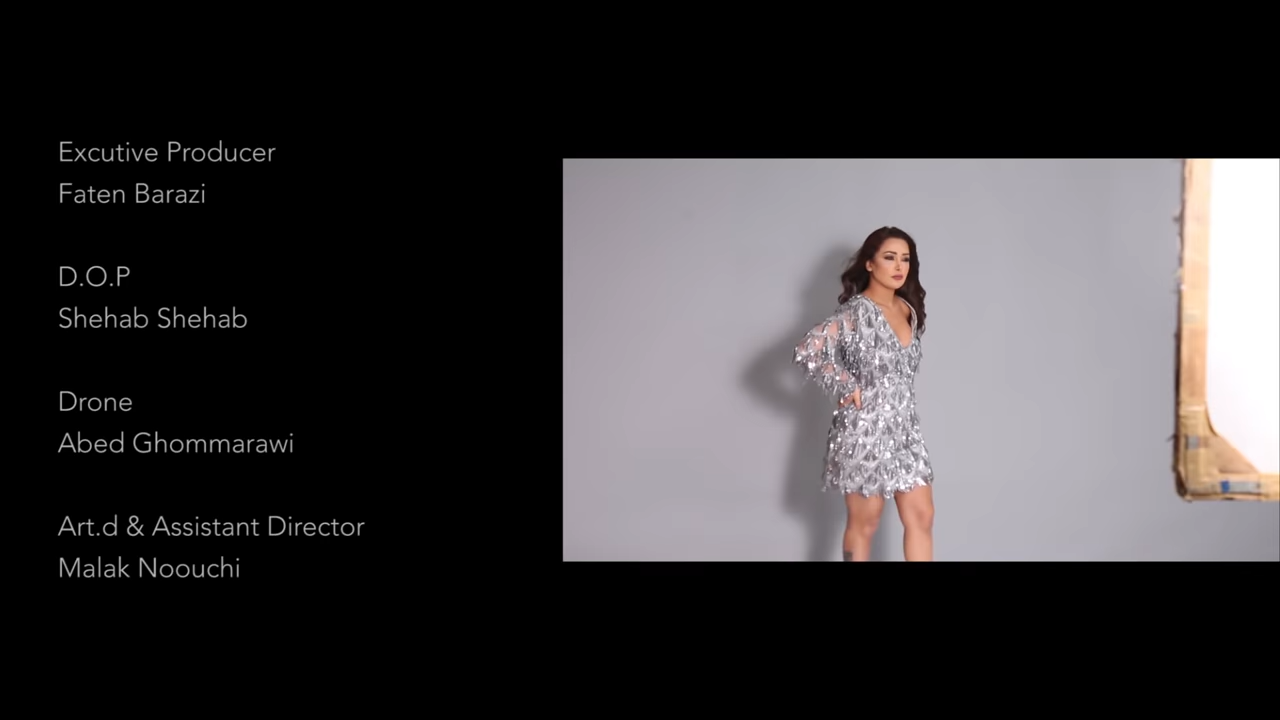 Excutive Producer
Faten Barazi
D.O.P
Shehab Shehab
Drone
Abed Ghommarawi
Art.d & Assistant Director
Malak Noouchi